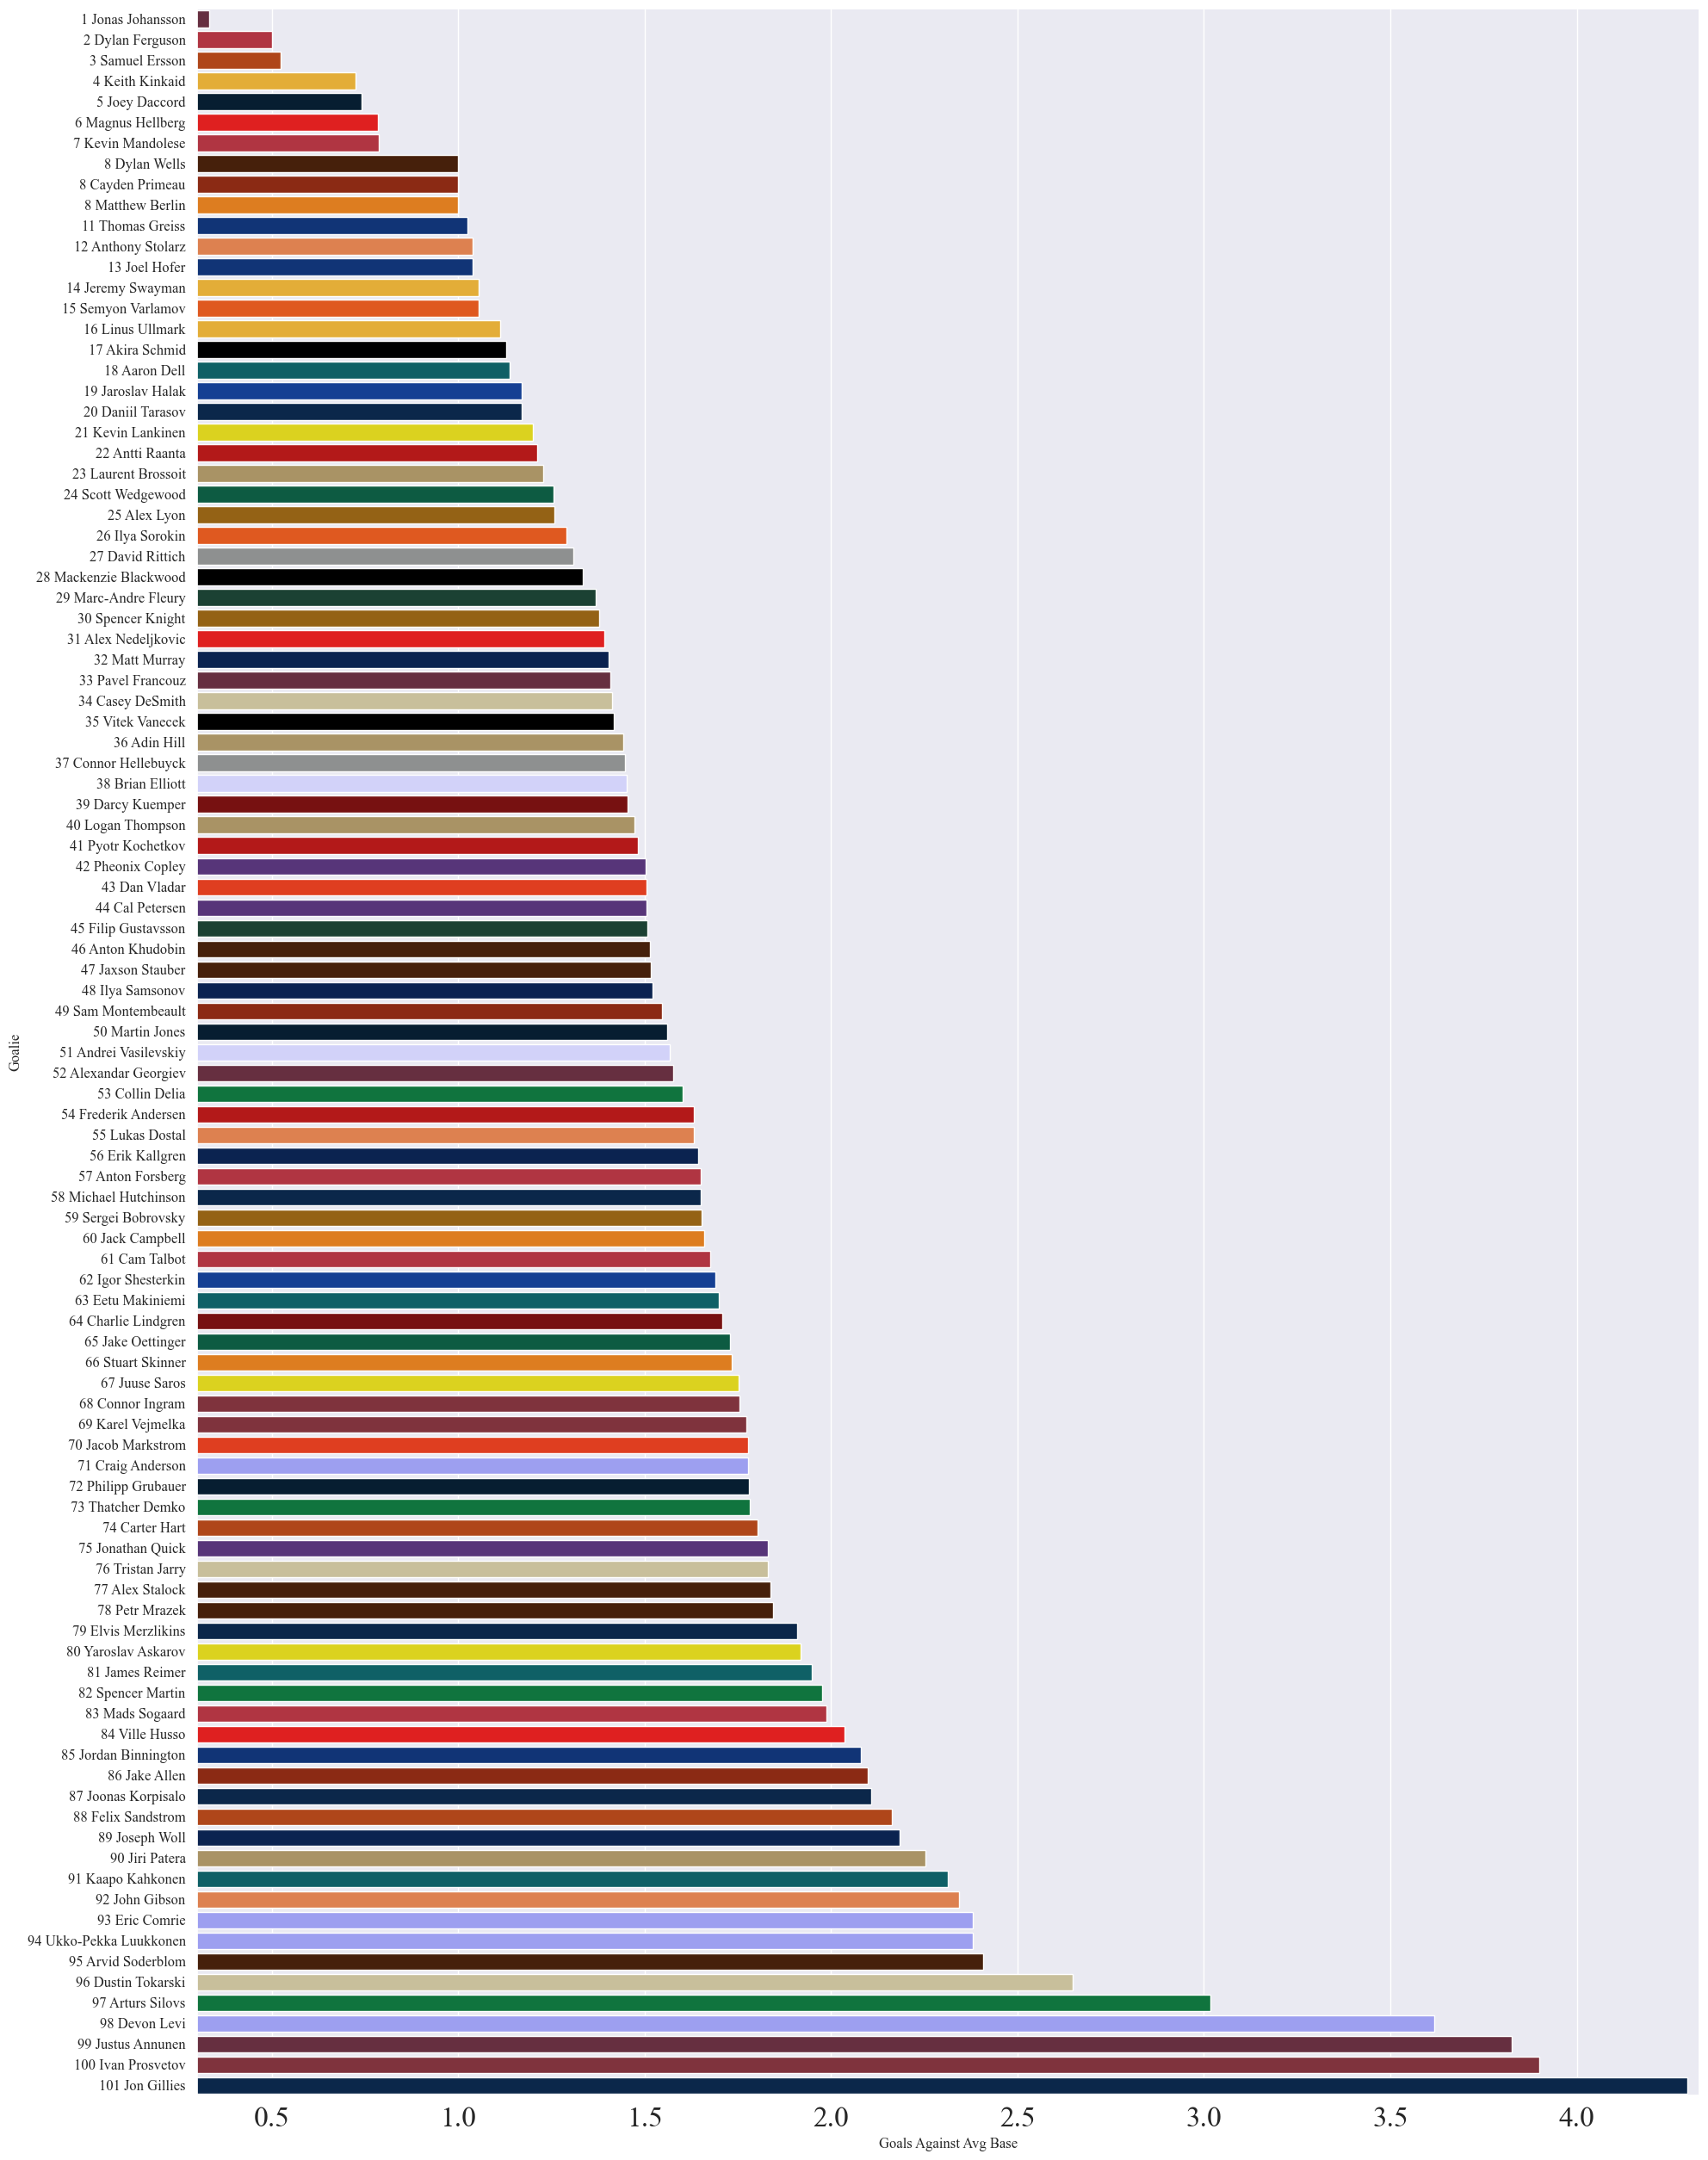 1 Jonas Johansson
2 Dylan Ferguson
3 Samuel Ersson
4 Keith Kinkaid
5 Joey Daccord
6 Magnus Hellberg
7 Kevin Mandolese
8 Dylan Wells
8 Cayden Primeau
8 Matthew Berlin
11 Thomas Greiss
12 Anthony Stolarz
13 Joel Hofer
14 Jeremy Swayman
15 Semyon Varlamov
16 Linus Ullmark
17 Akira Schmid
18 Aaron Dell
19 Jaroslav Halak
20 Daniil Tarasov
21 Kevin Lankinen
22 Antti Raanta
23 Laurent Brossoit
24 Scott Wedgewood
25 Alex Lyon
26 Ilya Sorokin
27 David Rittich
28 Mackenzie Blackwood
29 Marc-Andre Fleury
30 Spencer Knight
31 Alex Nedeljkovic
32 Matt Murray
33 Pavel Francouz
34 Casey DeSmith
35 Vitek Vanecek
36 Adin Hill
37 Connor Hellebuyck
38 Brian Elliott
39 Darcy Kuemper
40 Logan Thompson
41 Pyotr Kochetkov
42 Pheonix Copley
43 Dan Vladar
44 Cal Petersen
45 Filip Gustavsson
46 Anton Khudobin
47 Jaxson Stauber
48 Ilya Samsonov
49 Sam Montembeault
50 Martin Jones
51 Andrei Vasilevskiy
52 Alexandar Georgiev
53 Collin Delia
54 Frederik Andersen
55 Lukas Dostal
56 Erik Kallgren
57 Anton Forsberg
58 Michael Hutchinson
59 Sergei Bobrovsky
60 Jack Campbell
61 Cam Talbot
62 Igor Shesterkin
63 Eetu Makiniemi
64 Charlie Lindgren
65 Jake Oettinger
66 Stuart Skinner
67 Juuse Saros
68 Connor Ingram
69 Karel Vejmelka
70 Jacob Markstrom
71 Craig Anderson
72 Philipp Grubauer
73 Thatcher Demko
74 Carter Hart
75 Jonathan Quick
76 Tristan Jarry
77 Alex Stalock
78 Petr Mrazek
79 Elvis Merzlikins
80 Yaroslav Askarov
81 James Reimer
82 Spencer Martin
83 Mads Sogaard
84 Ville Husso
85 Jordan Binnington
86 Jake Allen
87 Joonas Korpisalo
88 Felix Sandstrom
89 Joseph Woll
90 Jiri Patera
91 Kaapo Kahkonen
92 John Gibson
93 Eric Comrie
94 Ukko-Pekka Luukkonen
95 Arvid Soderblom
96 Dustin Tokarski
97 Arturs Silovs
98 Devon Levi
99 Justus Annunen
100 Ivan Prosvetov
101 Jon Gillies
Goalie
0.5 1.0 1.5 2.0 2.5 3.0 3.5 4.0
Goals Against Avg Base